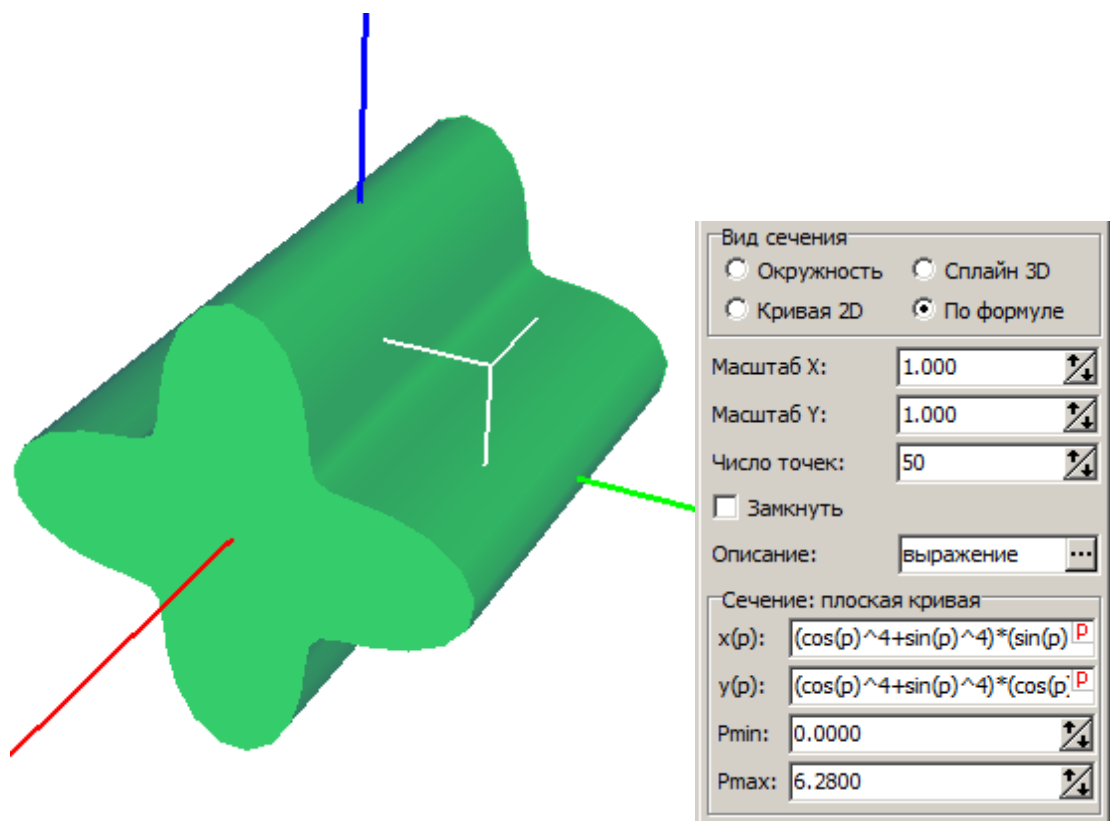 Вид сечения
Окружность Сплайн 3D
Кривая 2D По формуле
Масштаб X: 1.000
Масштаб Y: 1.000
Число точек: 50
Замкнуть
Описание: выражение ...
Сечение: плоская кривая
x(p): (cos(p)^4+sin(p)^4)*(sin(p) p
y(p): (cos(p)^4+sin(p)^4)*(cos(p) p
Pmin: 0.0000
Pmax: 6.2800